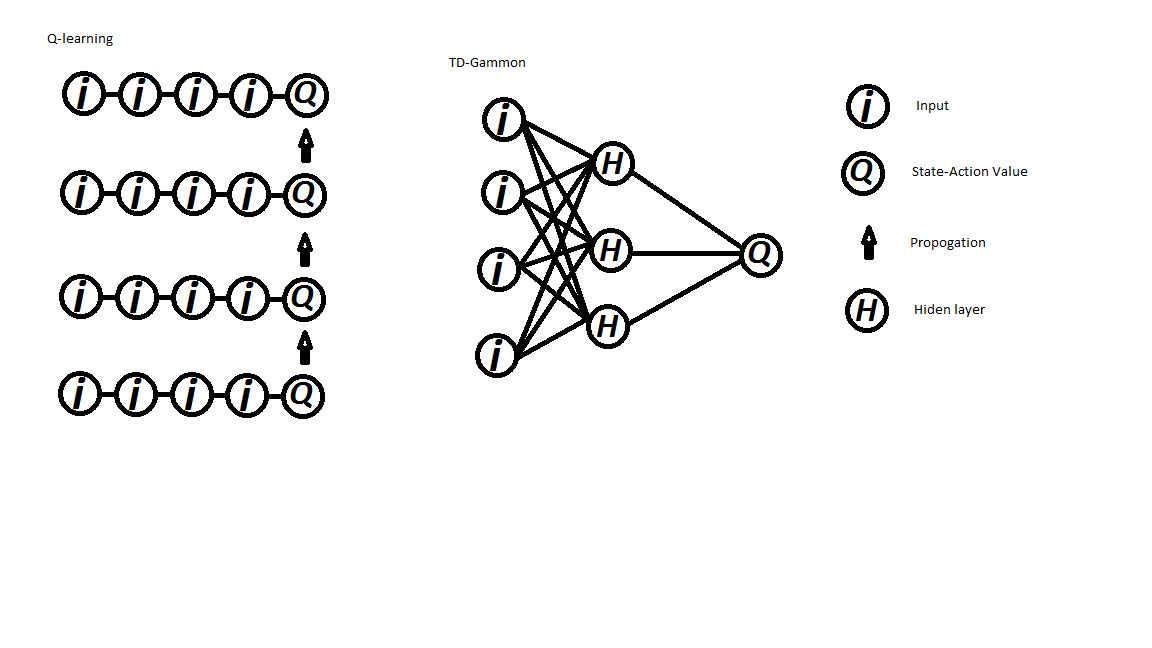 Q-learning
i i i i Q
i i i i Q
i i i i Q
i i i i Q
TD-Gammon
i
i
i
i
H
H
H
Q
i Input
Q State-Action Value
Propogation
H Hiden layer